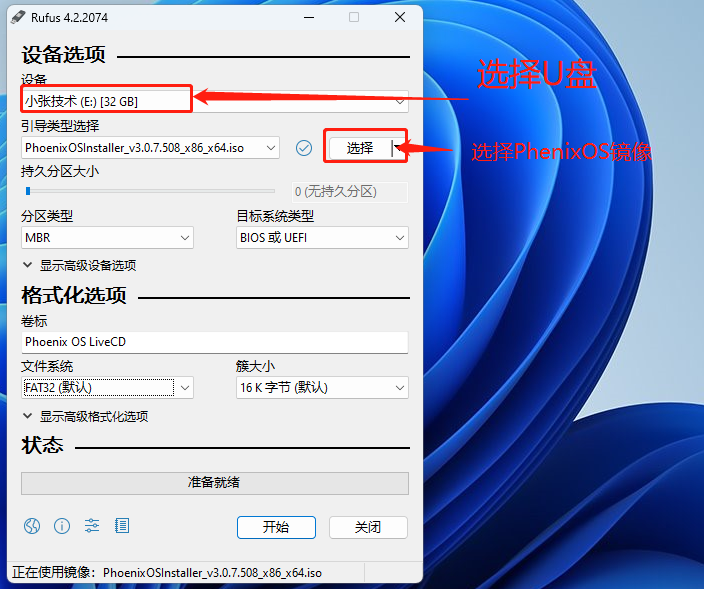 Rufus 4.2.2074
设备选项
设备
小张技术 (E:) [32 GB]
选择U盘
引导类型选择
PhoenixOSInstaller_v3.0.7.508_x86_x64.iso
选择
选择PhenixOS镜像
持久分区大小
0 (无持久分区)
分区类型 目标系统类型
MBR BIOS 或 UEFI
显示高级设备选项
格式化选项
卷标
Phoenix OS LiveCD
文件系统 簇大小
FAT32 (默认) 16 K 字节 (默认)
显示高级格式化选项
状态
准备就绪
开始 关闭
正在使用镜像: PhoenixOSInstaller_v3.0.7.508_x86_x64.iso